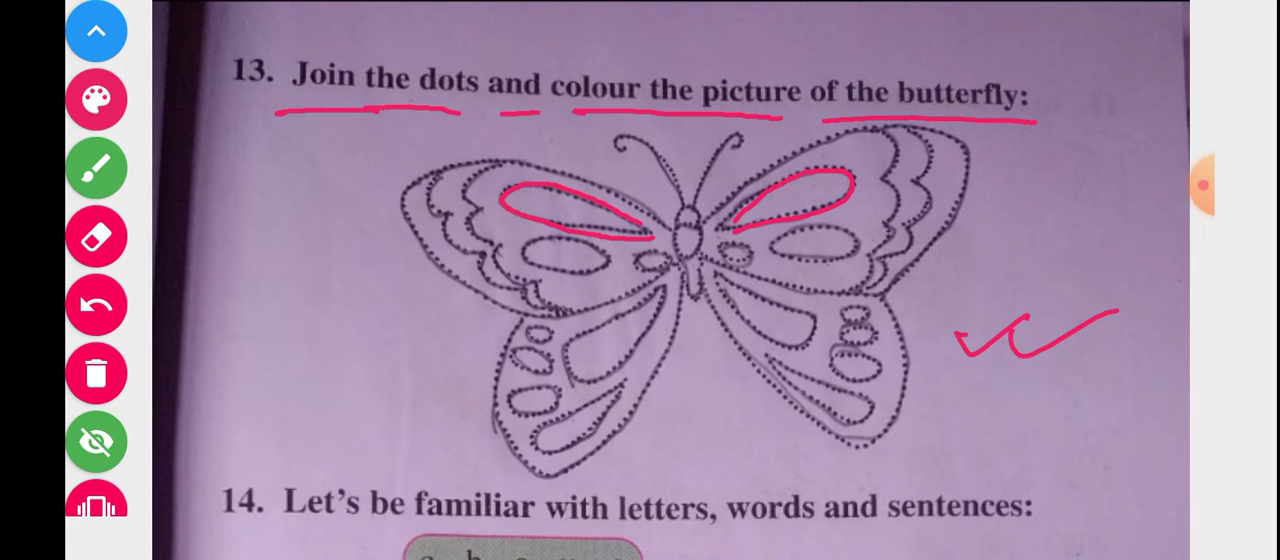 13. Join the dots and colour the picture of the butterfly:
14. Let's be familiar with letters, words and sentences: